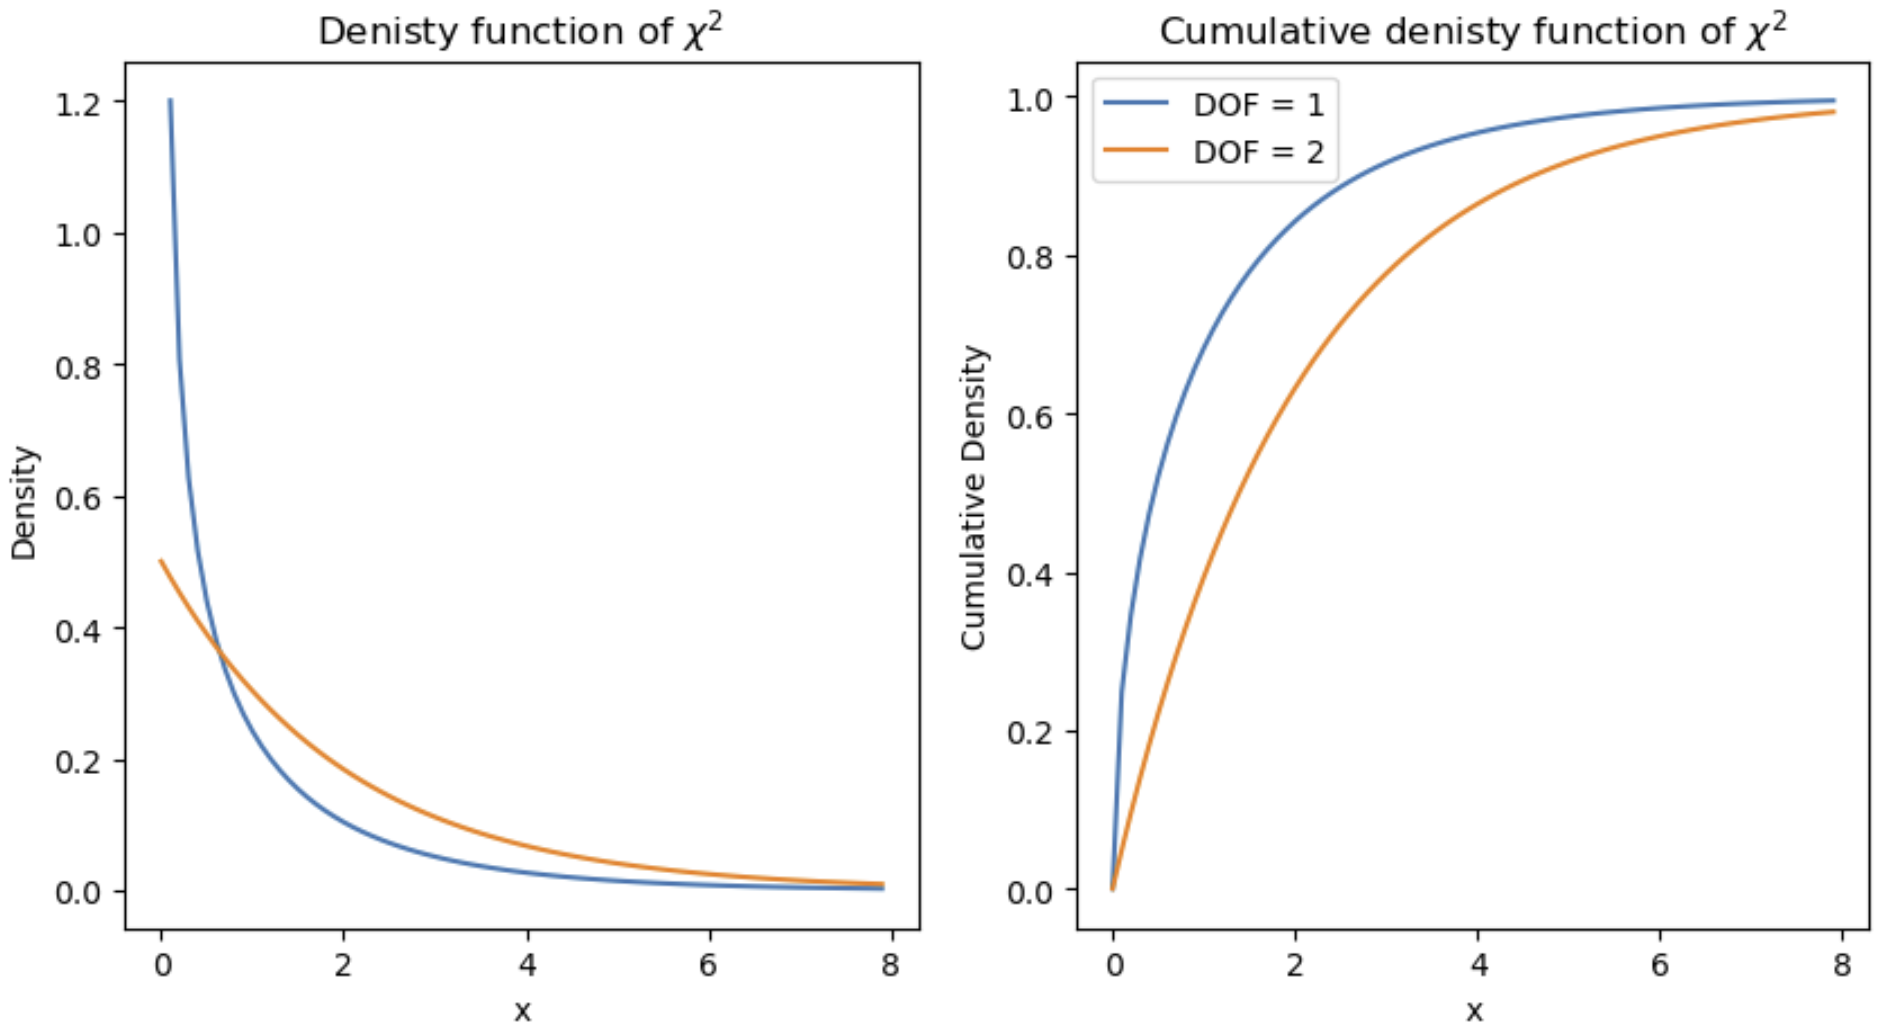 Denisty function of χ²
1.2
1.0
0.8
0.6
0.4
0.2
0.0
Density
0 2 4 6 8
x
Cumulative denisty function of χ²
DOF = 1
DOF = 2
1.0
0.8
0.6
0.4
0.2
0.0
Cumulative Density
0 2 4 6 8
x